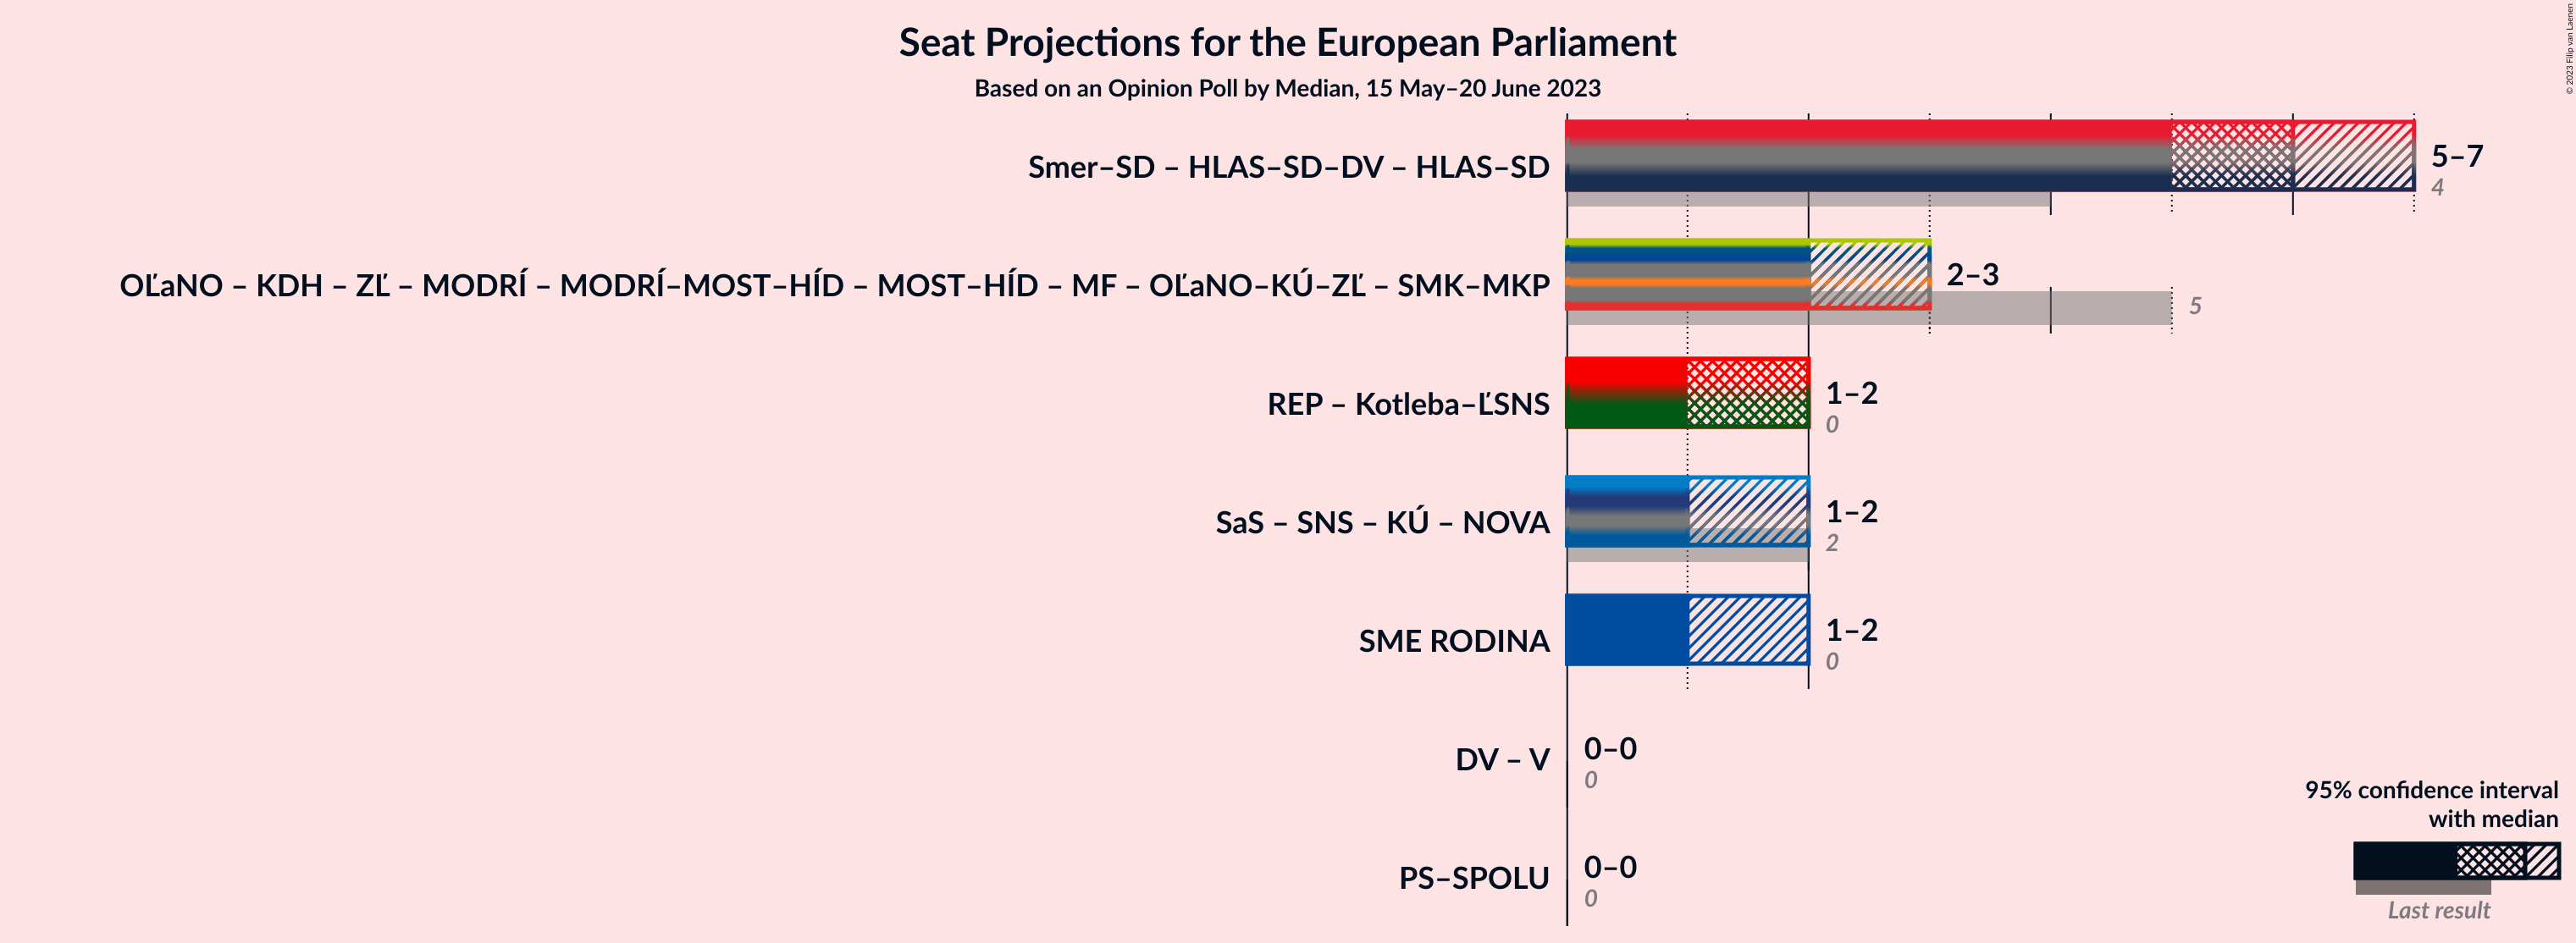 Seat Projections for the European Parliament
Based on an Opinion Poll by Median, 15 May–20 June 2023
© 2023 Filip van Laenen
Smer–SD – HLAS–SD–DV – HLAS–SD
5–7
4
OĽaNO – KDH – ZĽ – MODRÍ – MODRÍ–MOST–HÍD – MOST–HÍD – MF – OĽaNO–KÚ–ZĽ – SMK–MKP
2–3
5
REP – Kotleba–ĽSNS
1–2
0
SaS – SNS – KÚ – NOVA
1–2
2
SME RODINA
1–2
0
DV – V
0–0
0
PS–SPOLU
0–0
0
95% confidence interval
with median
Last result